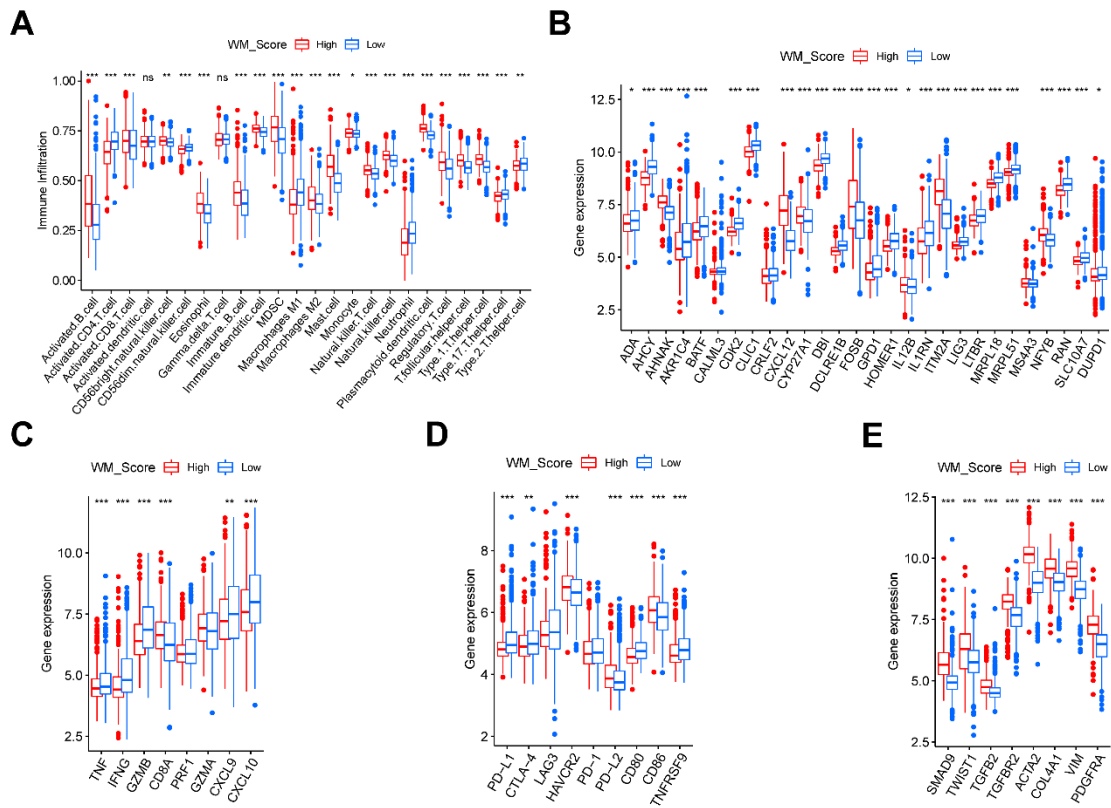 A
WM_Score High Low
*** *** *** ns ** *** *** ns *** *** *** *** *** *** * *** *** *** *** *** *** *** *** **
Immune Infiltration
1.00
0.75
0.50
0.25
0.00
Activated.B.cell
Activated.CD4.T.cell
Activated.CD8.T.cell
Activated.dendritic.cell
CD56bright.natural.killer.cell
CD56dim.natural.killer.cell
Eosinophil
Gamma.delta.T.cell
Immature..B.cell
Immature.dendritic.cell
MDSC
Macrophages M1
Macrophages M2
Mast.cell
Monocyte
Natural.killer.T.cell
Natural.killer.cell
Neutrophil
Plasmacytoid.dendritic.cell
Regulatory.T.cell
T.follicular.helper.cell
Type.1.T.helper.cell
Type.17.T.helper.cell
Type.2.T.helper.cell
B
WM_Score High Low
* *** *** *** *** *** *** *** *** *** *** *** *** *** * *** *** *** *** *** *** *** *** *
Gene expression
12.5
10.0
7.5
5.0
2.5
ADA
AHCY
AHNAK
AKR1C4
BATF
CALML3
CDK2
CLIC1
CRLF2
CXCL12
CYP27A1
DBI
DCLRE1B
FOSB
GPD1
HOMER1
IL12B
IL1RN
ITM2A
LIG3
LTBR
MRPL18
MRPL51
MS4A3
NFYB
RAN
SLC10A7
DUPD1
C
WM_Score High Low
*** *** *** *** ** ***
Gene expression
10.0
7.5
5.0
2.5
TNF
IFNG
GZMB
CD8A
PRF1
GZMA
CXCL9
CXCL10
D
WM_Score High Low
*** ** *** *** *** *** ***
Gene expression
8
6
4
2
PD-L1
CTLA-4
LAG3
HAVCR2
PD-1
PD-L2
CD80
CD86
TNFRSF9
E
WM_Score High Low
*** *** *** *** *** *** *** ***
Gene expression
12.5
10.0
7.5
5.0
2.5
SMAD9
TWIST1
TGFB2
TGFBR2
ACTA2
COL4A1
VIM
PDGFRA